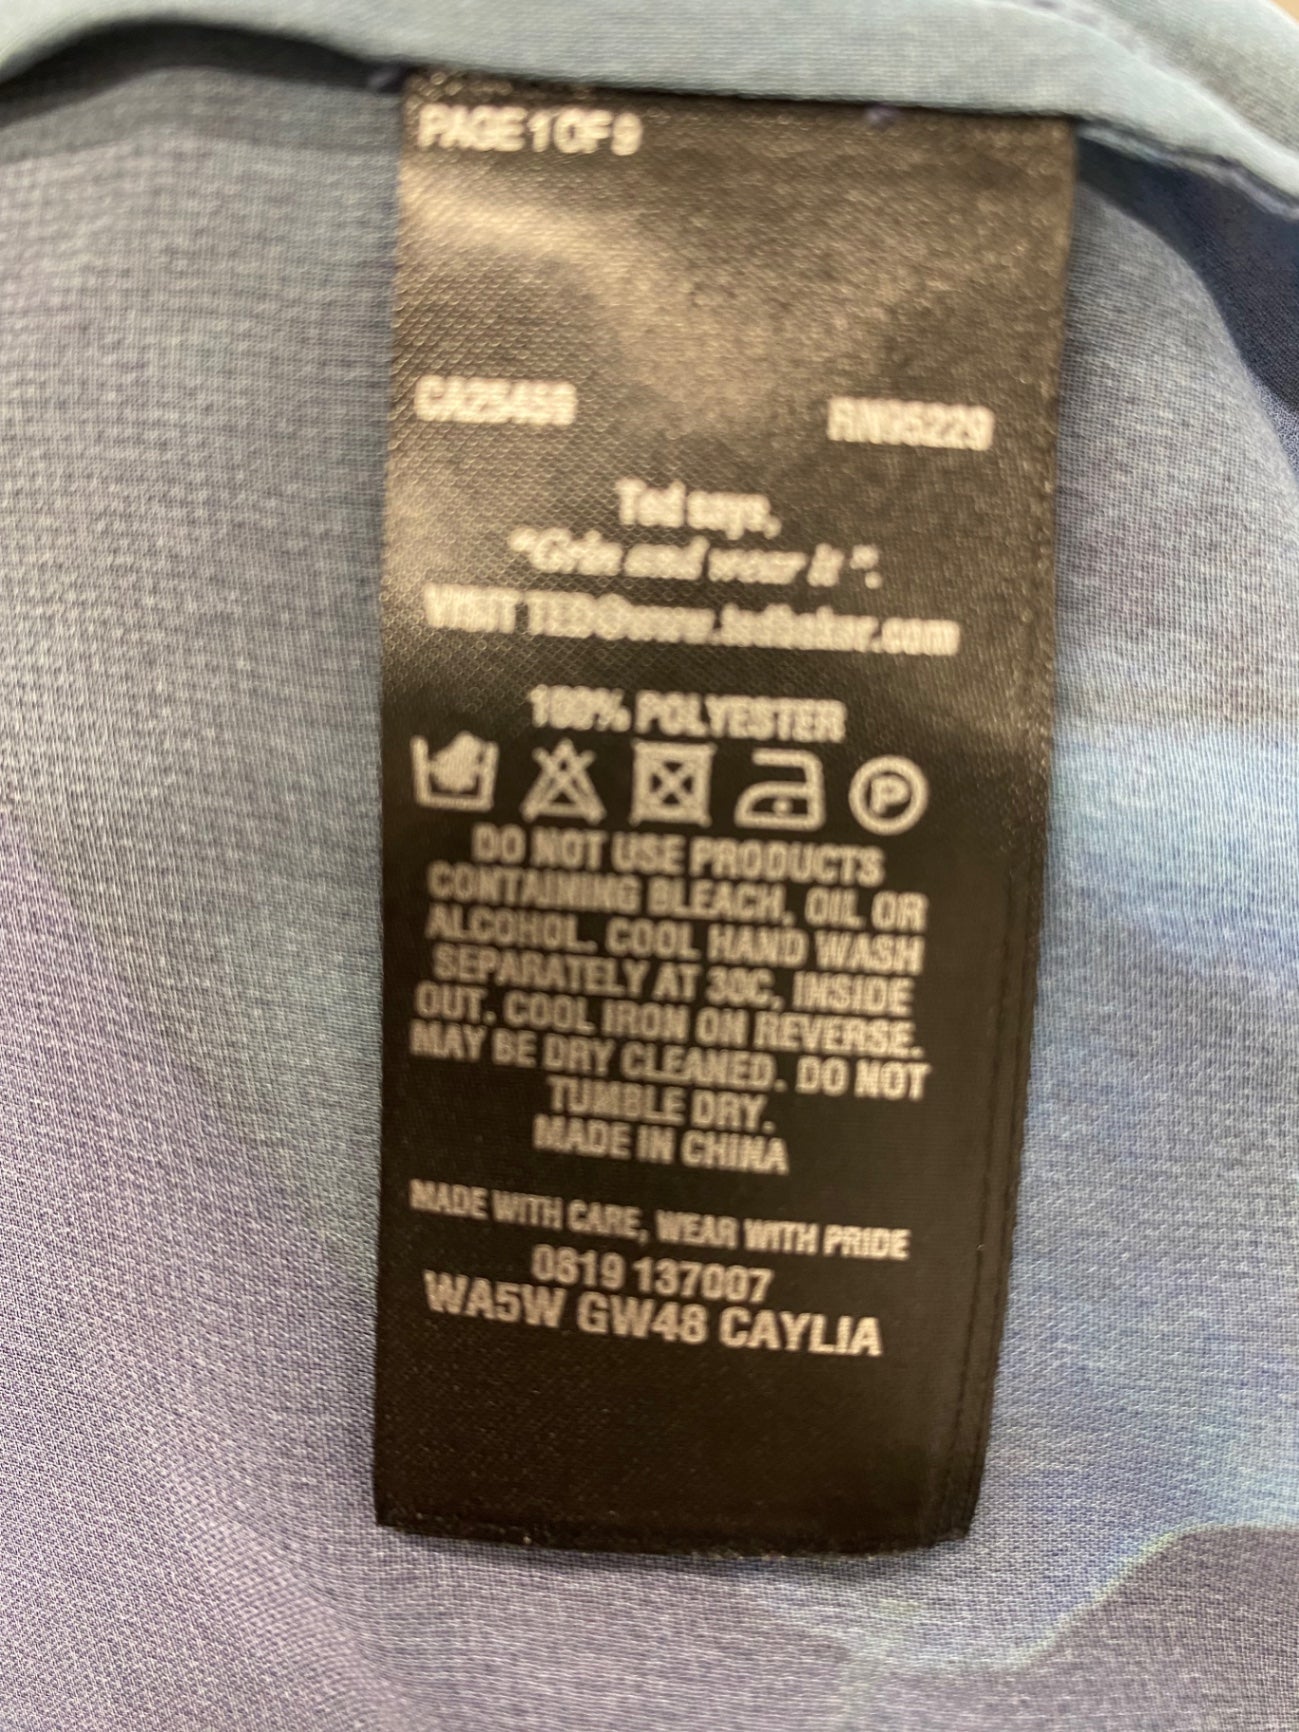 PAGE 1 OF 9
CA25469 RN95229
Ted says,
"Grin and wear it".
VISIT TED@www.tedbaker.com
100% POLYESTER
P
DO NOT USE PRODUCTS
CONTAINING BLEACH, OIL OR
ALCOHOL. COOL HAND WASH
SEPARATELY AT 30C, INSIDE
OUT. COOL IRON ON REVERSE.
MAY BE DRY CLEANED. DO NOT
TUMBLE DRY.
MADE IN CHINA
MADE WITH CARE, WEAR WITH PRIDE
0819 137007
WA5W GW48 CAYLIA